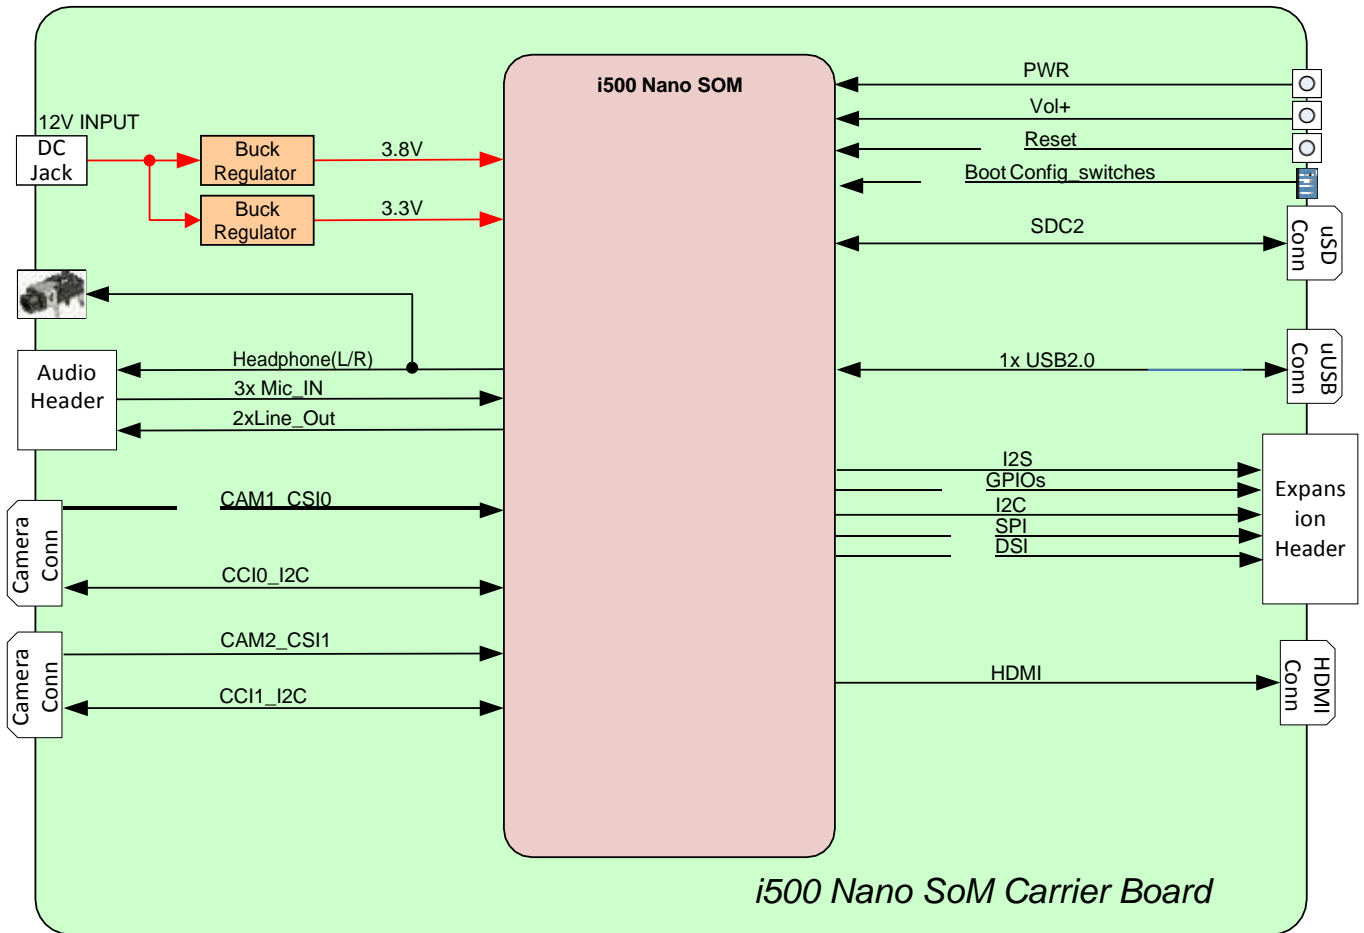 i500 Nano SOM
12V INPUT
DC
Jack
Buck
Regulator
3.8V
Buck
Regulator
3.3V
Audio
Header
Headphone(L/R)
3x Mic_IN
2xLine_Out
Camera
Conn
CAM1_CSI0
CCI0_I2C
Camera
Conn
CAM2_CSI1
CCI1_I2C
PWR
Vol+
Reset
Boot Config_switches
SDC2
uSD
Conn
1x USB2.0
uUSB
Conn
I2S
GPIOs
I2C
SPI
DSI
Expans
ion
Header
HDMI
HDMI
Conn
i500 Nano SoM Carrier Board